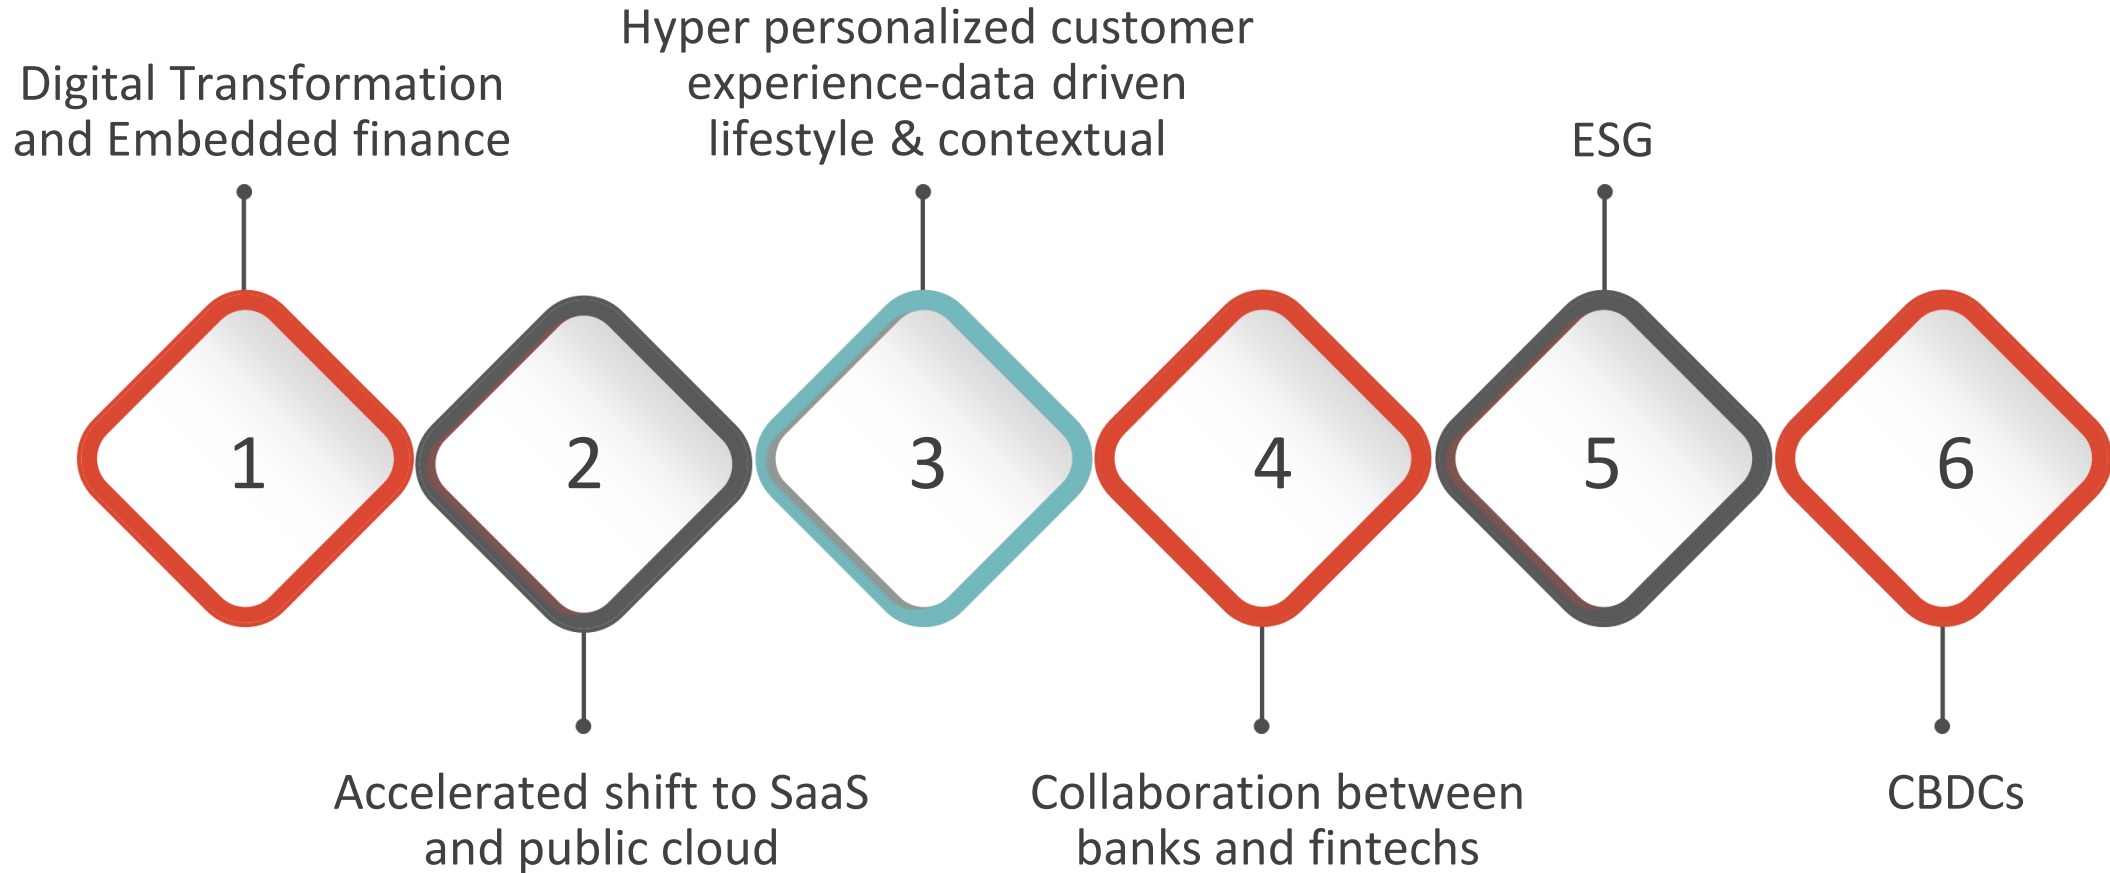 Digital Transformation
and Embedded finance
Hyper personalized customer
experience-data driven
lifestyle & contextual
ESG
1
2
3
4
5
6
Accelerated shift to SaaS
and public cloud
Collaboration between
banks and fintechs
CBDCs